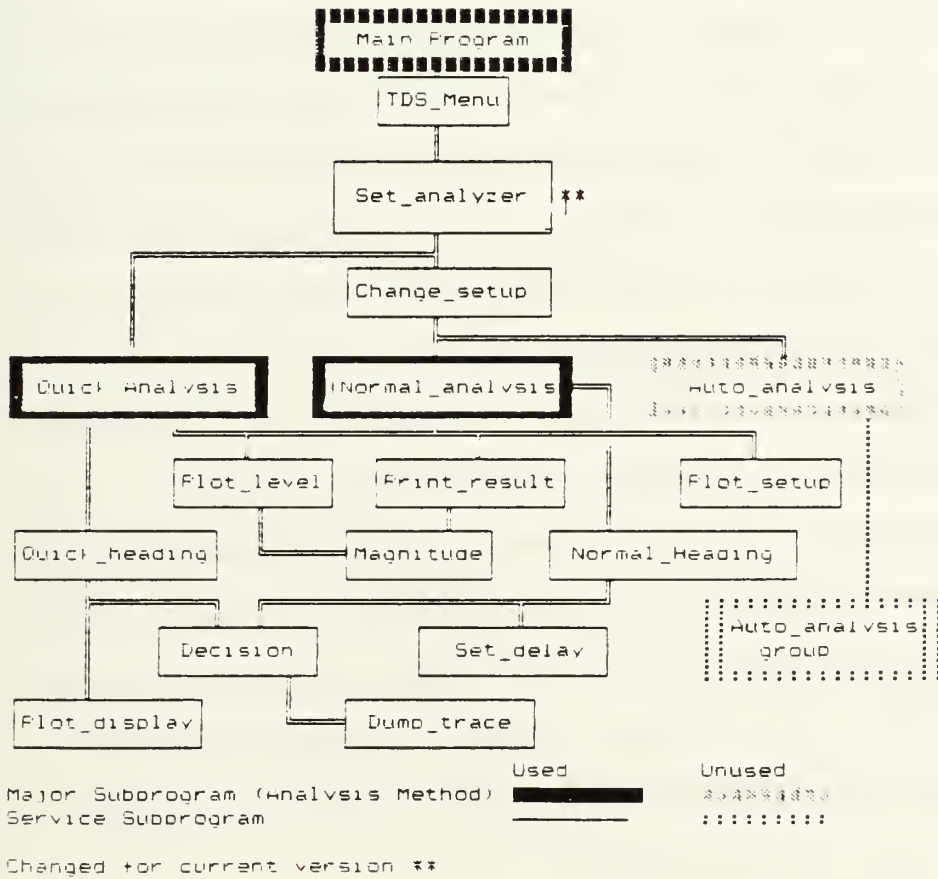 Main Program
TDS_Menu
Set_analyzer **
Change_setup
Quick Analysis
Normal_analysis
Auto_analysis
Plot_level
Print_result
Plot_setup
Quick_heading
Magnitude
Normal_Heading
Auto_analysis
group
Decision
Set_delay
Plot_display
Dump_trace
Used Unused
Major Subprogram (Analysis Method)
Service Subprogram
Changed for current version **